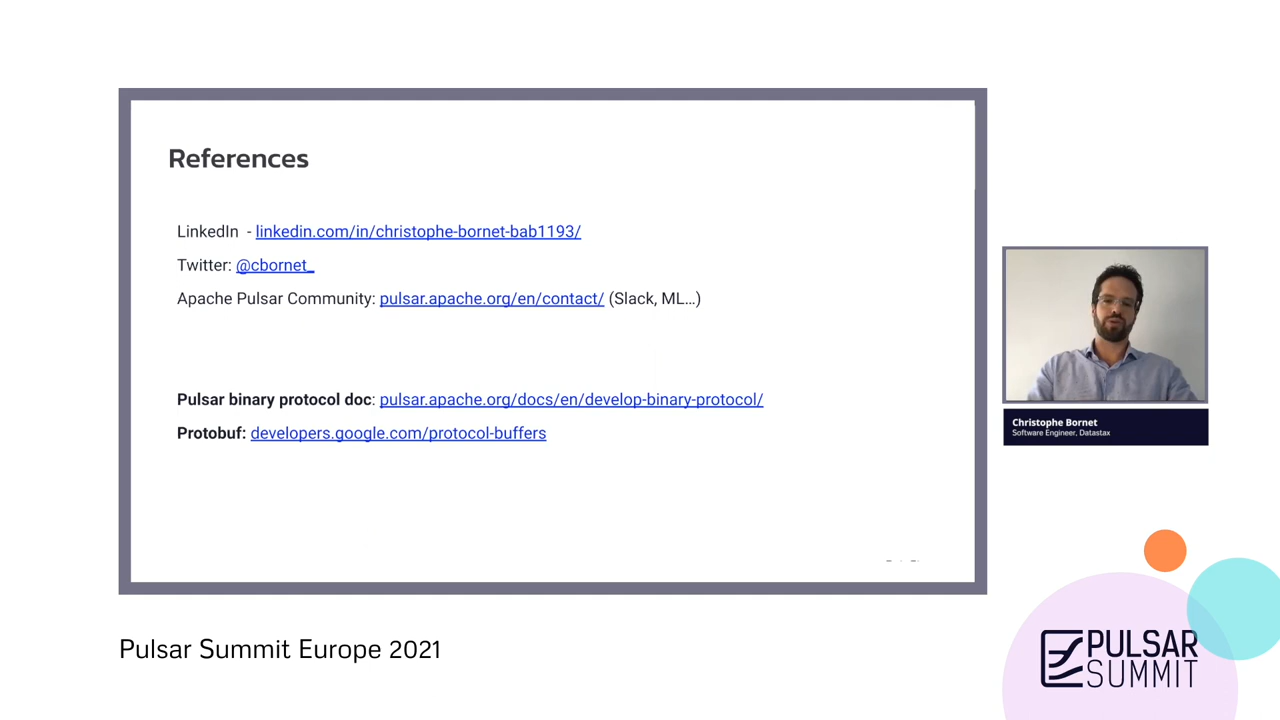 References
LinkedIn - linkedin.com/in/christophe-bornet-bab1193/
Twitter: @cbornet_
Apache Pulsar Community: pulsar.apache.org/en/contact/ (Slack, ML...)
Pulsar binary protocol doc: pulsar.apache.org/docs/en/develop-binary-protocol/
Protobuf: developers.google.com/protocol-buffers
Christophe Bornet
Software Engineer, Datastax
Pulsar Summit Europe 2021
PULSAR
SUMMIT